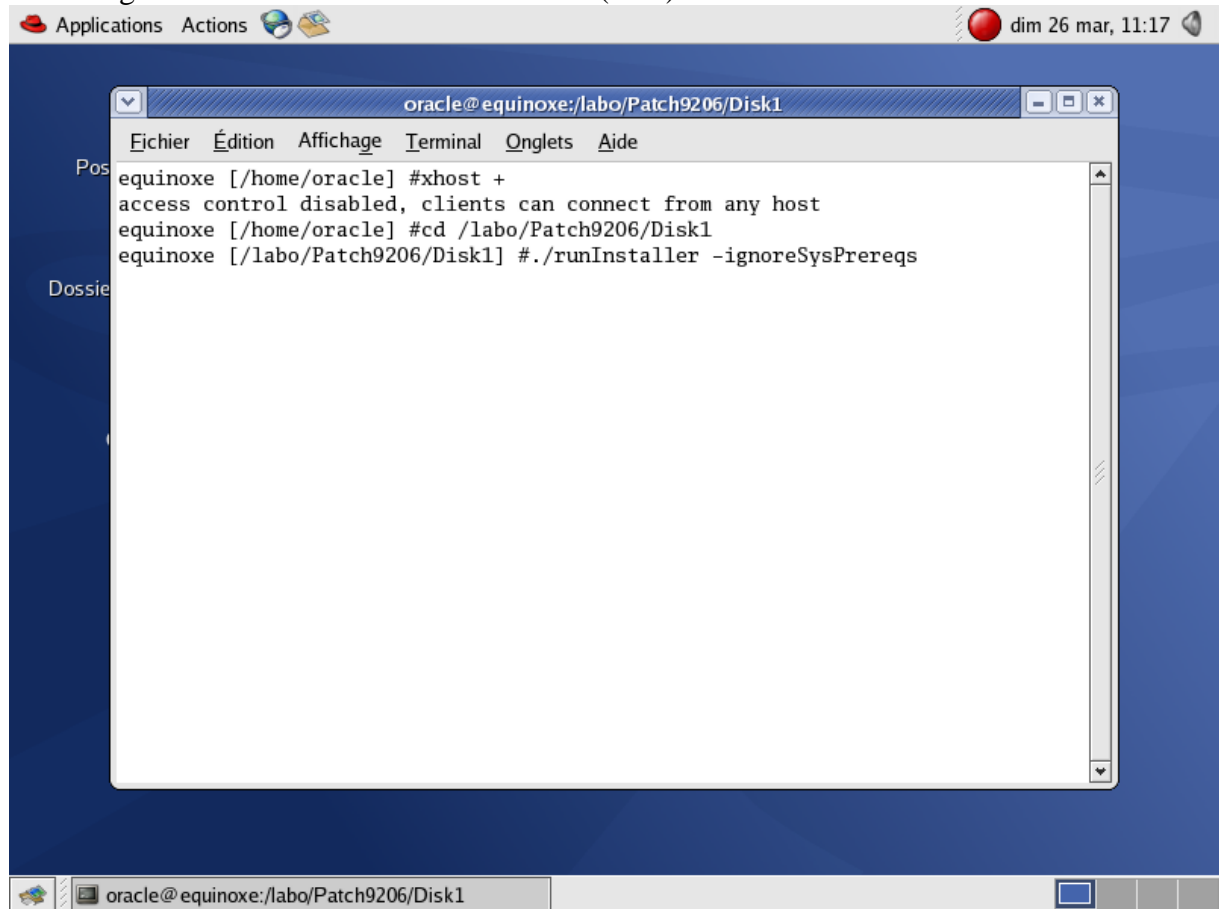 Applications Actions dim 26 mar, 11:17
oracle@equinoxe:/labo/Patch9206/Disk1
Fichier Édition Affichage Terminal Onglets Aide
equinoxe [/home/oracle] #xhost +
access control disabled, clients can connect from any host
equinoxe [/home/oracle] #cd /labo/Patch9206/Disk1
equinoxe [/labo/Patch9206/Disk1] #./runInstaller -ignoreSysPrereqs
Pos
Dossie
oracle@equinoxe:/labo/Patch9206/Disk1